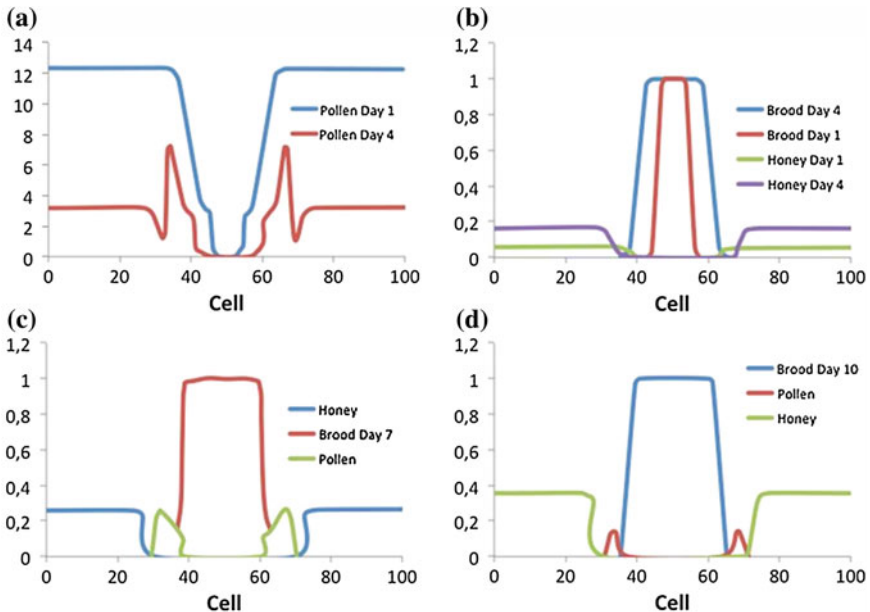 (a)
14
12
10
8
6
4
2
0
0 20 40 60 80 100
Cell
Pollen Day 1
Pollen Day 4
(b)
1,2
1
0,8
0,6
0,4
0,2
0
0 20 40 60 80 100
Cell
Brood Day 4
Brood Day 1
Honey Day 1
Honey Day 4
(c)
1,2
1
0,8
0,6
0,4
0,2
0
0 20 40 60 80 100
Cell
Honey
Brood Day 7
Pollen
(d)
1,2
1
0,8
0,6
0,4
0,2
0
0 20 40 60 80 100
Cell
Brood Day 10
Pollen
Honey